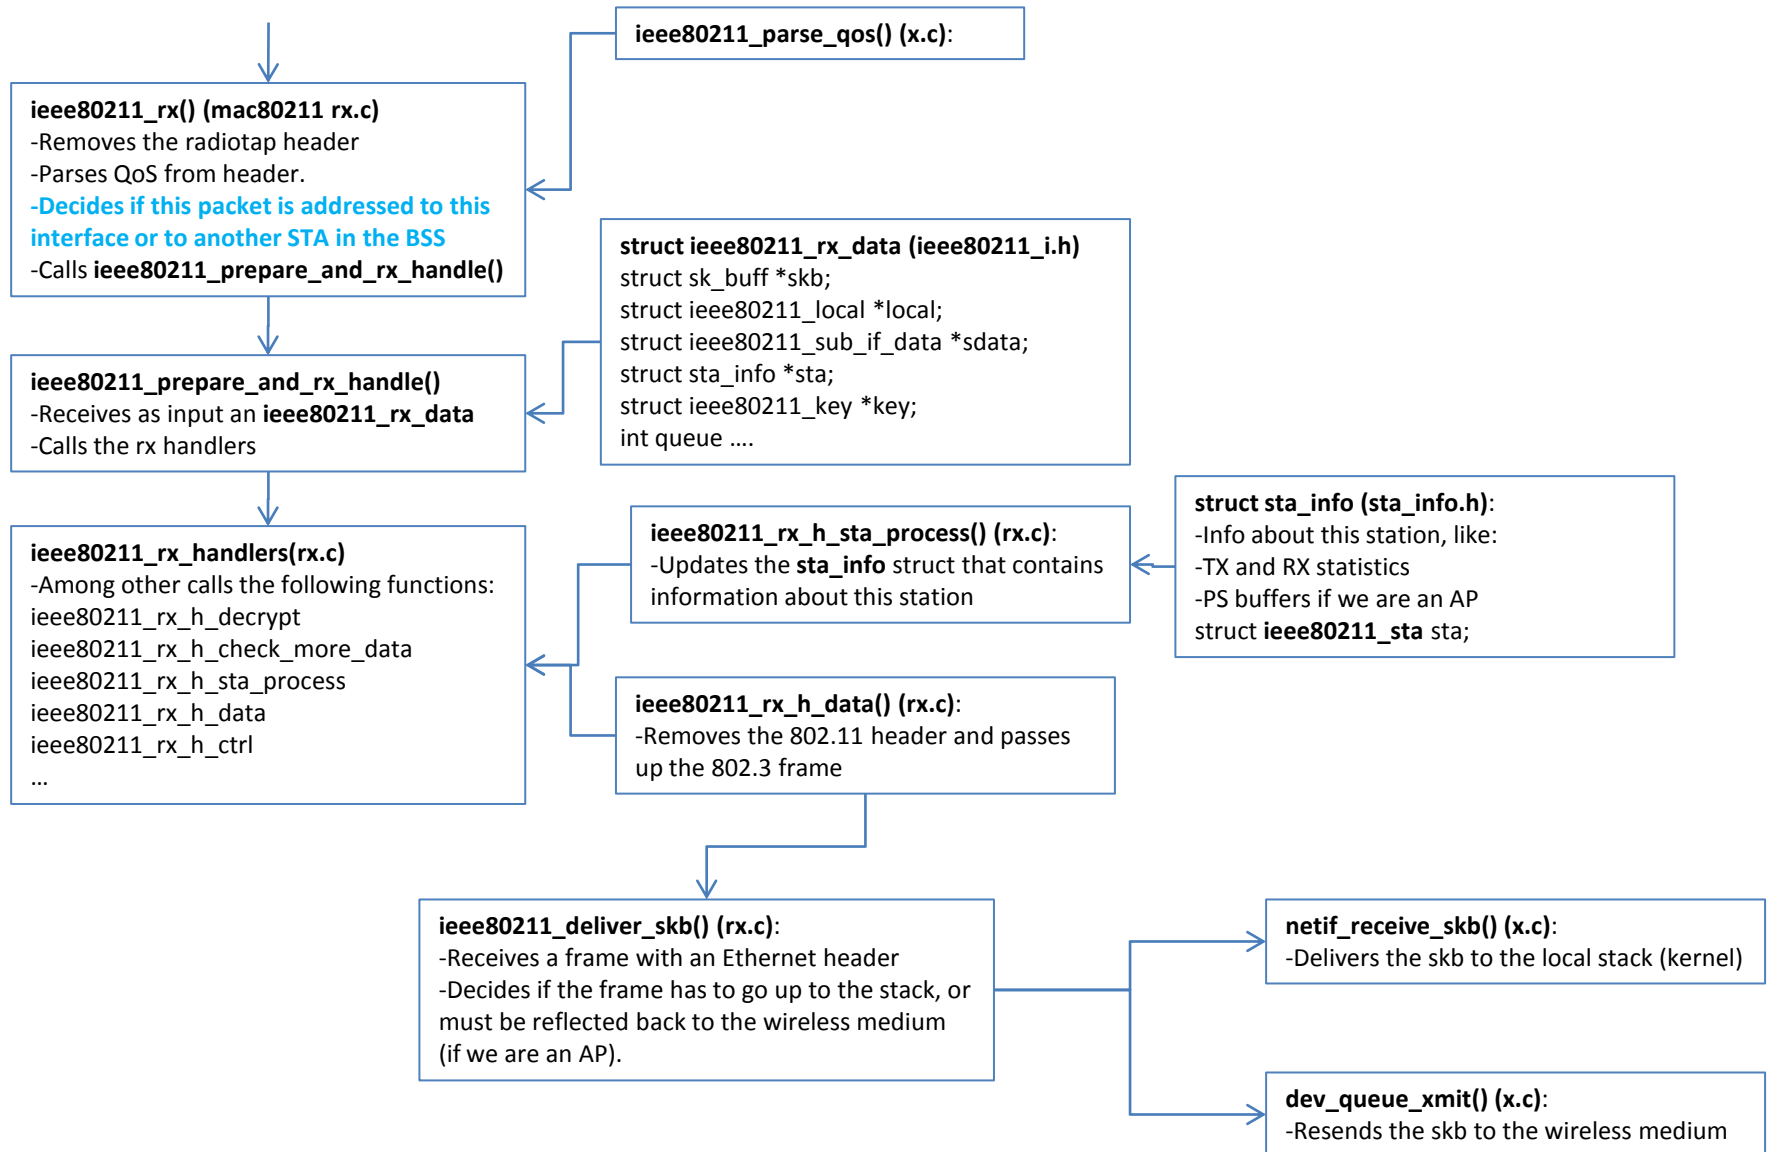 ieee80211_parse_qos() (x.c):
ieee80211_rx() (mac80211 rx.c)
-Removes the radiotap header
-Parses QoS from header.
-Decides if this packet is addressed to this
interface or to another STA in the BSS
-Calls ieee80211_prepare_and_rx_handle()
struct ieee80211_rx_data (ieee80211_i.h)
struct sk_buff *skb;
struct ieee80211_local *local;
struct ieee80211_sub_if_data *sdata;
struct sta_info *sta;
struct ieee80211_key *key;
int queue ….
ieee80211_prepare_and_rx_handle()
-Receives as input an ieee80211_rx_data
-Calls the rx handlers
ieee80211_rx_handlers(rx.c)
-Among other calls the following functions:
ieee80211_rx_h_decrypt
ieee80211_rx_h_check_more_data
ieee80211_rx_h_sta_process
ieee80211_rx_h_data
ieee80211_rx_h_ctrl
…
ieee80211_rx_h_sta_process() (rx.c):
-Updates the sta_info struct that contains
information about this station
struct sta_info (sta_info.h):
-Info about this station, like:
-TX and RX statistics
-PS buffers if we are an AP
struct ieee80211_sta sta;
ieee80211_rx_h_data() (rx.c):
-Removes the 802.11 header and passes
up the 802.3 frame
ieee80211_deliver_skb() (rx.c):
-Receives a frame with an Ethernet header
-Decides if the frame has to go up to the stack, or
must be reflected back to the wireless medium
(if we are an AP).
netif_receive_skb() (x.c):
-Delivers the skb to the local stack (kernel)
dev_queue_xmit() (x.c):
-Resends the skb to the wireless medium